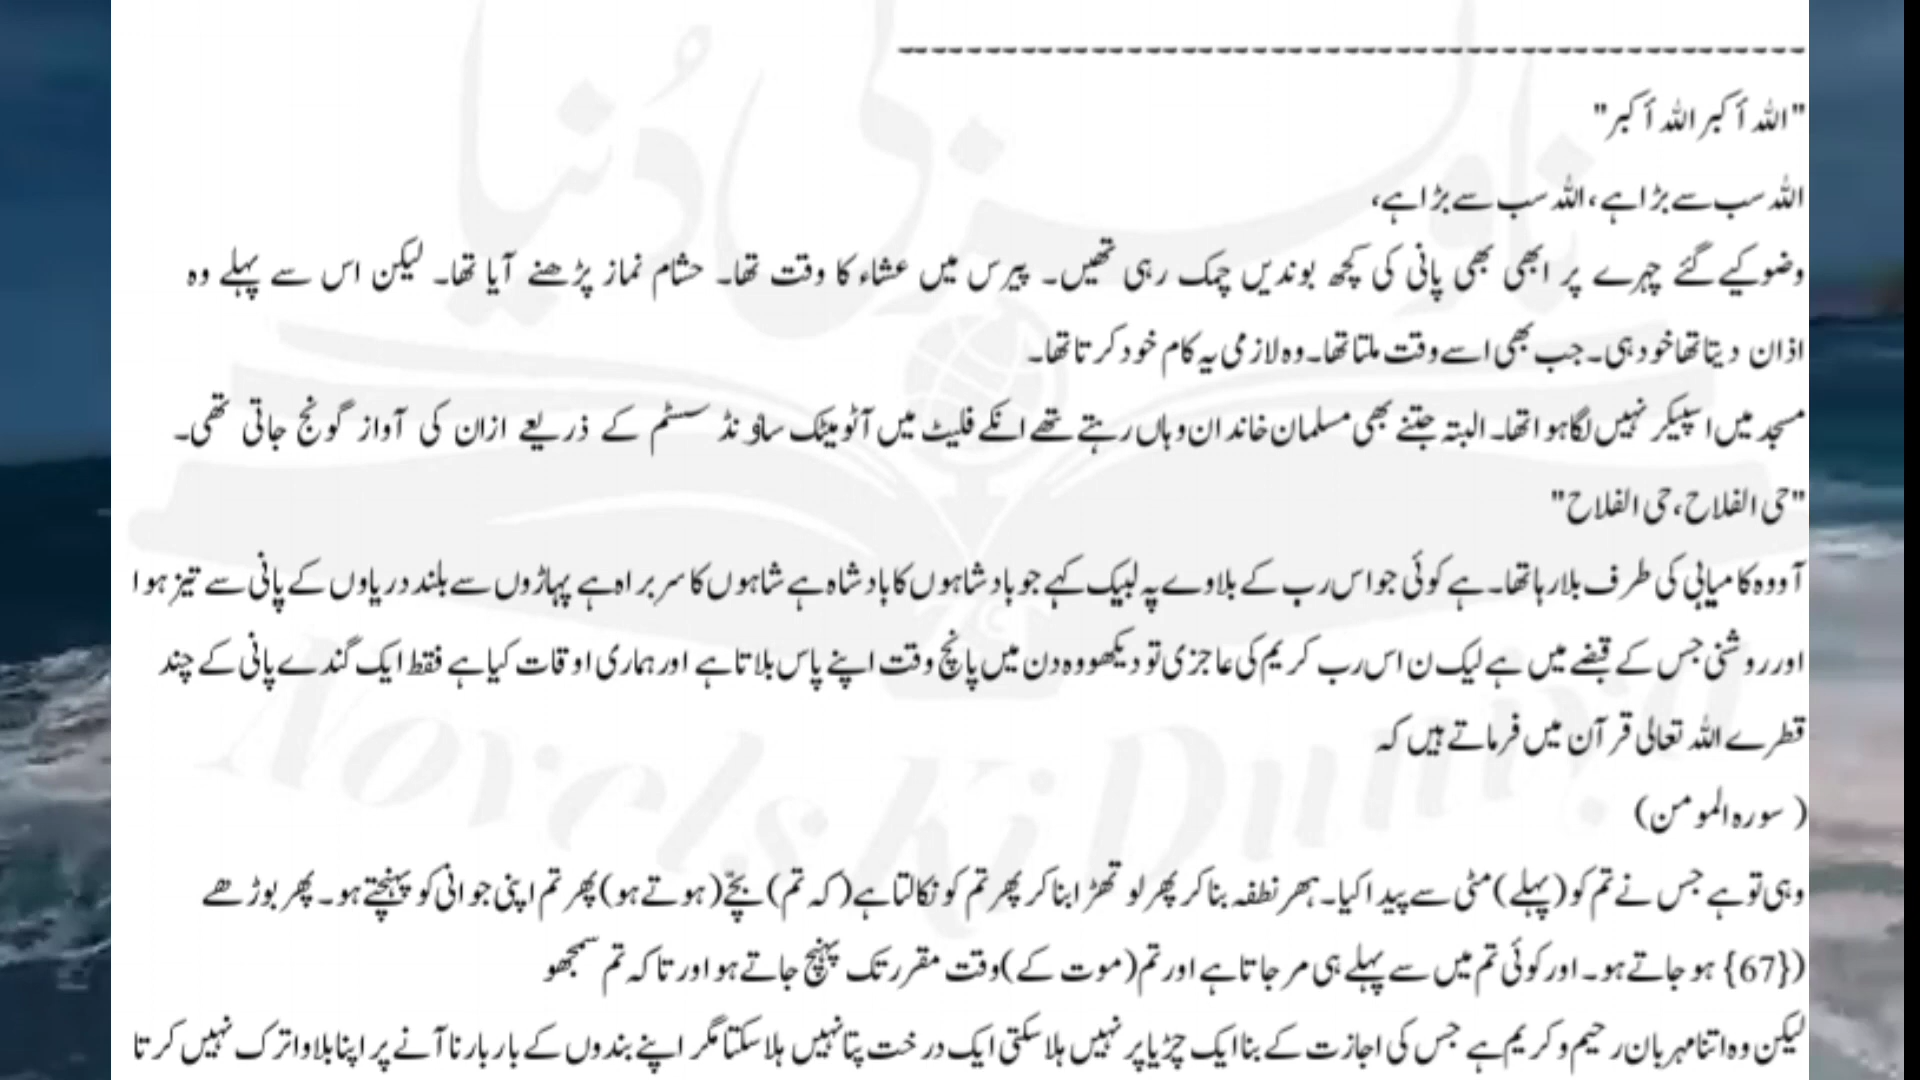 "اللہ أکبر اللہ أکبر"
اللہ سب سے بڑا ہے، اللہ سب سے بڑا ہے،
وضو کیے گئے چہرے پر ابھی بھی پانی کی کچھ بوندیں چمک رہی تھیں۔ پیرس میں عشاء کا وقت تھا۔ حشام نماز پڑھنے آیا تھا۔ لیکن اس سے پہلے وہ
اذان دیتا تھا خود ہی۔ جب بھی اسے وقت ملتا تھا۔ وہ لازمی یہ کام خود کرتا تھا۔
مسجد میں اسپیکر نہیں لگا ہوا تھا۔ البتہ جتنے بھی مسلمان خاندان وہاں رہتے تھے انکے فلیٹ میں آٹومیٹک ساؤنڈ سسٹم کے ذریعے ازان کی آواز گونج جاتی تھی۔
"حی الفلاح، حی الفلاح"
آو وہ کامیابی کی طرف بلا رہا تھا۔ ہے کوئی جو اس رب کے بلاوے پہ لبیک کہے جو بادشاہوں کا بادشاہ ہے شاہوں کا سربراہ ہے پہاڑوں سے بلند دریاوں کے پانی سے تیز ہوا
اور روشنی جس کے قبضے میں ہے لیک ن اس رب کریم کی عاجزی تو دیکھو وہ دن میں پانچ وقت اپنے پاس بلاتا ہے اور ہماری اوقات کیا ہے فقط ایک گندے پانی کے چند
قطرے اللہ تعالی قرآن میں فرماتے ہیں کہ
( سورہ المومن)
وہی تو ہے جس نے تم کو (پہلے) مٹی سے پیدا کیا۔ ہھر نطفہ بنا کر پھر لوتھڑا بنا کر پھر تم کو نکالتا ہے (کہ تم) بچّے (ہوتے ہو) پھر تم اپنی جوانی کو پہنچتے ہو۔ پھر بوڑھے
({67} ہو جاتے ہو۔ اور کوئی تم میں سے پہلے ہی مر جاتا ہے اور تم (موت کے) وقت مقرر تک پہنچ جاتے ہو اور تاکہ تم سمجھو
لیکن وہ اتنا مہربان رحیم و کریم ہے جس کی اجازت کے بنا ایک چڑیا پر نہیں ہلا سکتی ایک درخت پتا نہیں ہلا سکتا مگر اپنے بندوں کے بار بار نا آنے پر اپنا بلاوا ترک نہیں کرتا
ناولز کی دُنیا
Novels Ki Duniya